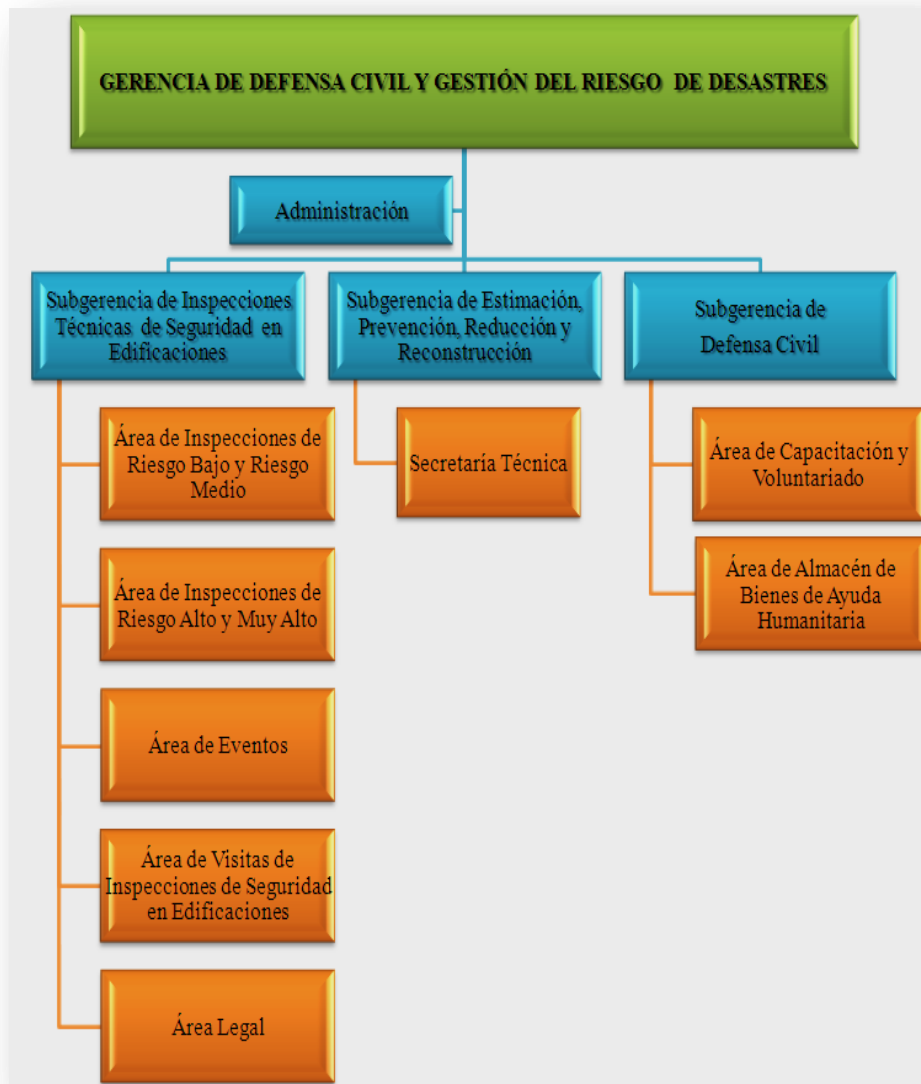 GERENCIA DE DEFENSA CIVIL Y GESTIÓN DEL RIESGO DE DESASTRES
Administración
Subgerencia de Inspecciones
Técnicas de Seguridad en
Edificaciones
Subgerencia de Estimación,
Prevención, Reducción y
Reconstrucción
Subgerencia de
Defensa Civil
Área de Inspecciones de
Riesgo Bajo y Riesgo
Medio
Área de Inspecciones de
Riesgo Alto y Muy Alto
Área de Eventos
Área de Visitas de
Inspecciones de Seguridad
en Edificaciones
Área Legal
Secretaría Técnica
Área de Capacitación y
Voluntariado
Área de Almacén de
Bienes de Ayuda
Humanitaria